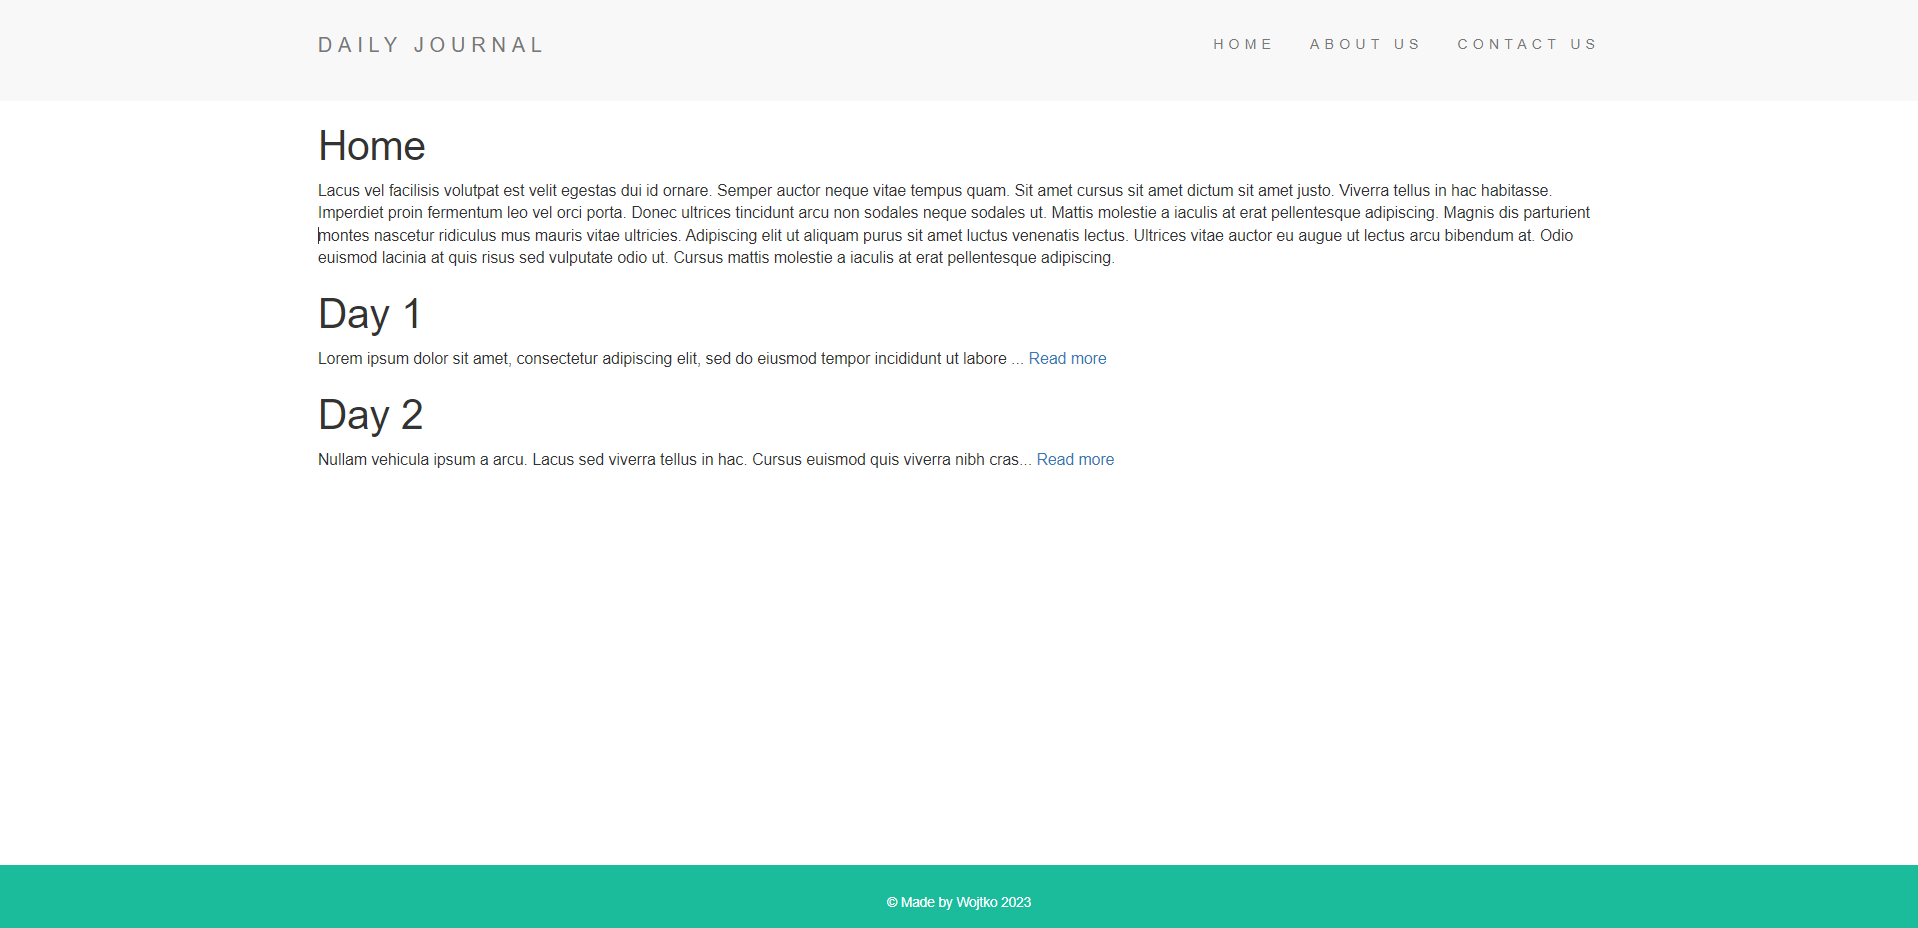 DAILY JOURNAL
HOME ABOUT US CONTACT US
Home
Lacus vel facilisis volutpat est velit egestas dui id ornare. Semper auctor neque vitae tempus quam. Sit amet cursus sit amet dictum sit amet justo. Viverra tellus in hac habitasse.
Imperdiet proin fermentum leo vel orci porta. Donec ultrices tincidunt arcu non sodales neque sodales ut. Mattis molestie a iaculis at erat pellentesque adipiscing. Magnis dis parturient
montes nascetur ridiculus mus mauris vitae ultricies. Adipiscing elit ut aliquam purus sit amet luctus venenatis lectus. Ultrices vitae auctor eu augue ut lectus arcu bibendum at. Odio
euismod lacinia at quis risus sed vulputate odio ut. Cursus mattis molestie a iaculis at erat pellentesque adipiscing.
Day 1
Lorem ipsum dolor sit amet, consectetur adipiscing elit, sed do eiusmod tempor incididunt ut labore ... Read more
Day 2
Nullam vehicula ipsum a arcu. Lacus sed viverra tellus in hac. Cursus euismod quis viverra nibh cras... Read more
© Made by Wojtko 2023